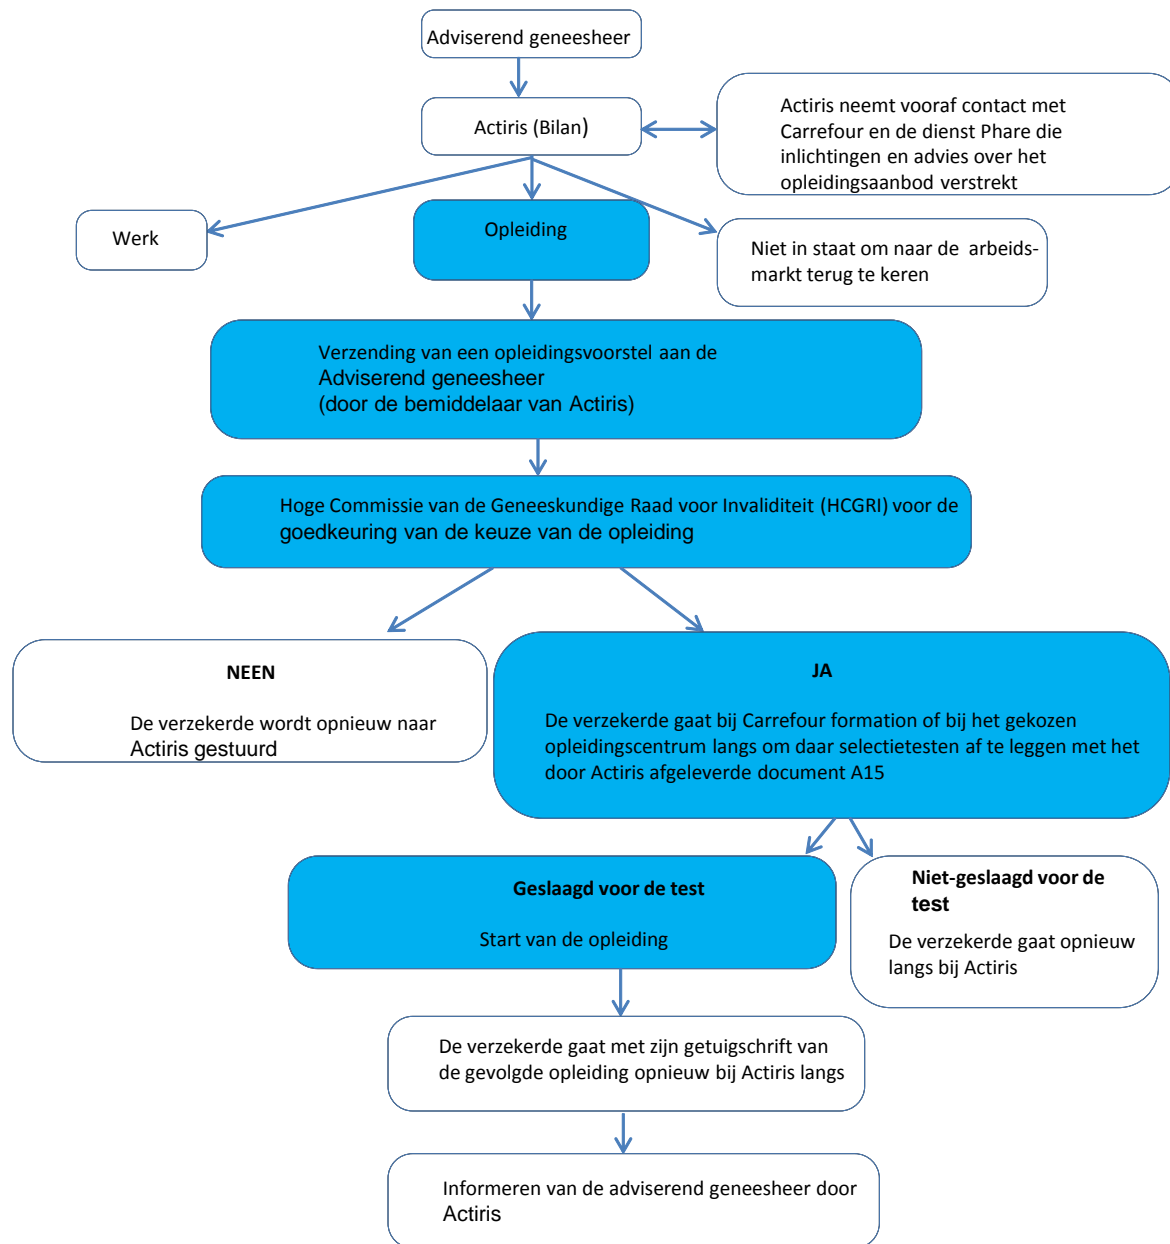 Adviserend geneesheer
Actiris (Bilan)
Actiris neemt vooraf contact met
Carrefour en de dienst Phare die
inlichtingen en advies over het
opleidingsaanbod verstrekt
Werk
Opleiding
Niet in staat om naar de arbeids-
markt terug te keren
Verzending van een opleidingsvoorstel aan de
Adviserend geneesheer
(door de bemiddelaar van Actiris)
Hoge Commissie van de Geneeskundige Raad voor Invaliditeit (HCGRI) voor de
goedkeuring van de keuze van de opleiding
NEEN
De verzekerde wordt opnieuw naar
Actiris gestuurd
JA
De verzekerde gaat bij Carrefour formation of bij het gekozen
opleidingscentrum langs om daar selectietesten af te leggen met het
door Actiris afgeleverde document A15
Geslaagd voor de test
Start van de opleiding
Niet-geslaagd voor de
test
De verzekerde gaat opnieuw
langs bij Actiris
De verzekerde gaat met zijn getuigschrift van
de gevolgde opleiding opnieuw bij Actiris langs
Informeren van de adviserend geneesheer door
Actiris